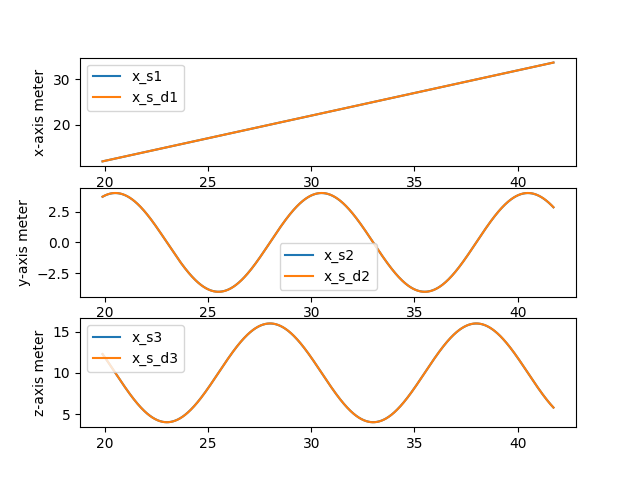 x-axis meter
30
20
x_s1
x_s_d1
20 25 30 35 40
y-axis meter
2.5
0.0
−2.5
x_s2
x_s_d2
20 25 30 35 40
z-axis meter
15
10
5
x_s3
x_s_d3
20 25 30 35 40